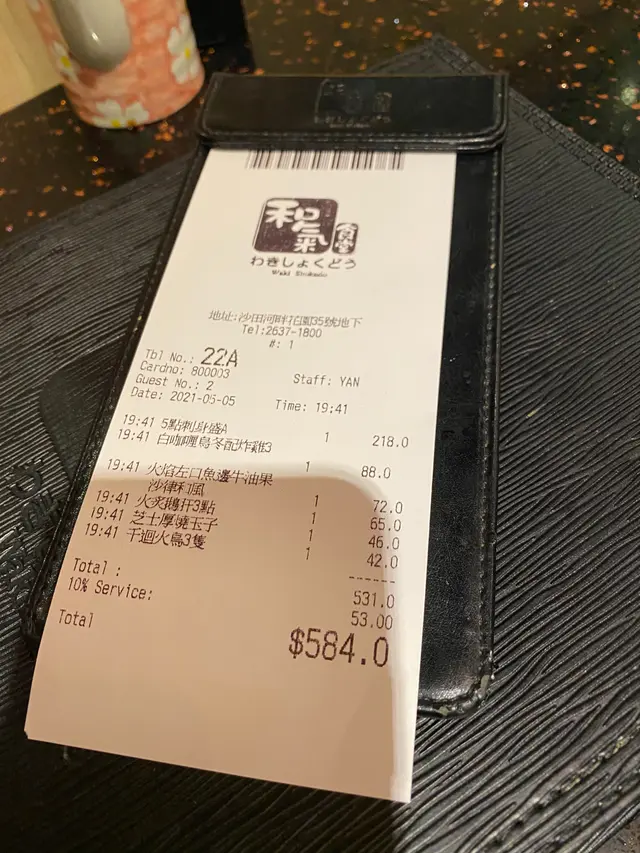 和氣
食堂
わきしょくどう
Waki Shokudo
地址:沙田河畔花園35號地下
Tel:2637-1800
#: 1
Tbl No.: 22A
Cardno: 800003 Staff: YAN
Guest No.: 2
Date: 2021-05-05 Time: 19:41
19:41 5點刺身盛A 1 218.0
19:41 白咖喱烏冬配炸雞3 1 88.0
19:41 火焰左口魚邊牛油果 1 72.0
沙律和風
19:41 火炙鵝肝3點 1 65.0
19:41 芝士厚燒玉子 1 46.0
19:41 干迴火鳥3隻 1 42.0
------
Total : 531.0
10% Service: 53.00
Total $584.0